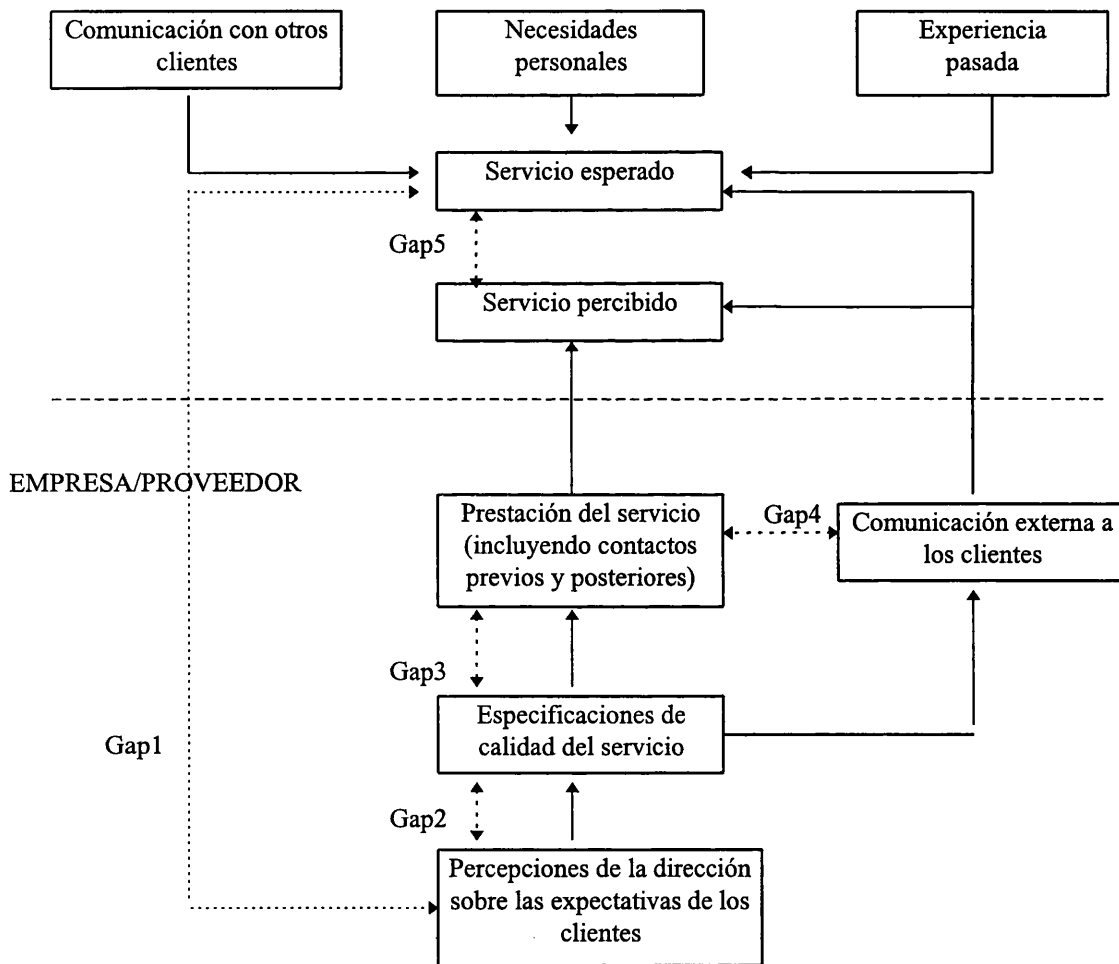 Comunicación con otros
clientes
Necesidades
personales
Experiencia
pasada
Servicio esperado
Gap5
Servicio percibido
EMPRESA/PROVEEDOR
Prestación del servicio
(incluyendo contactos
previos y posteriores)
Gap4
Comunicación externa a
los clientes
Gap3
Especificaciones de
calidad del servicio
Gap1
Gap2
Percepciones de la dirección
sobre las expectativas de los
clientes